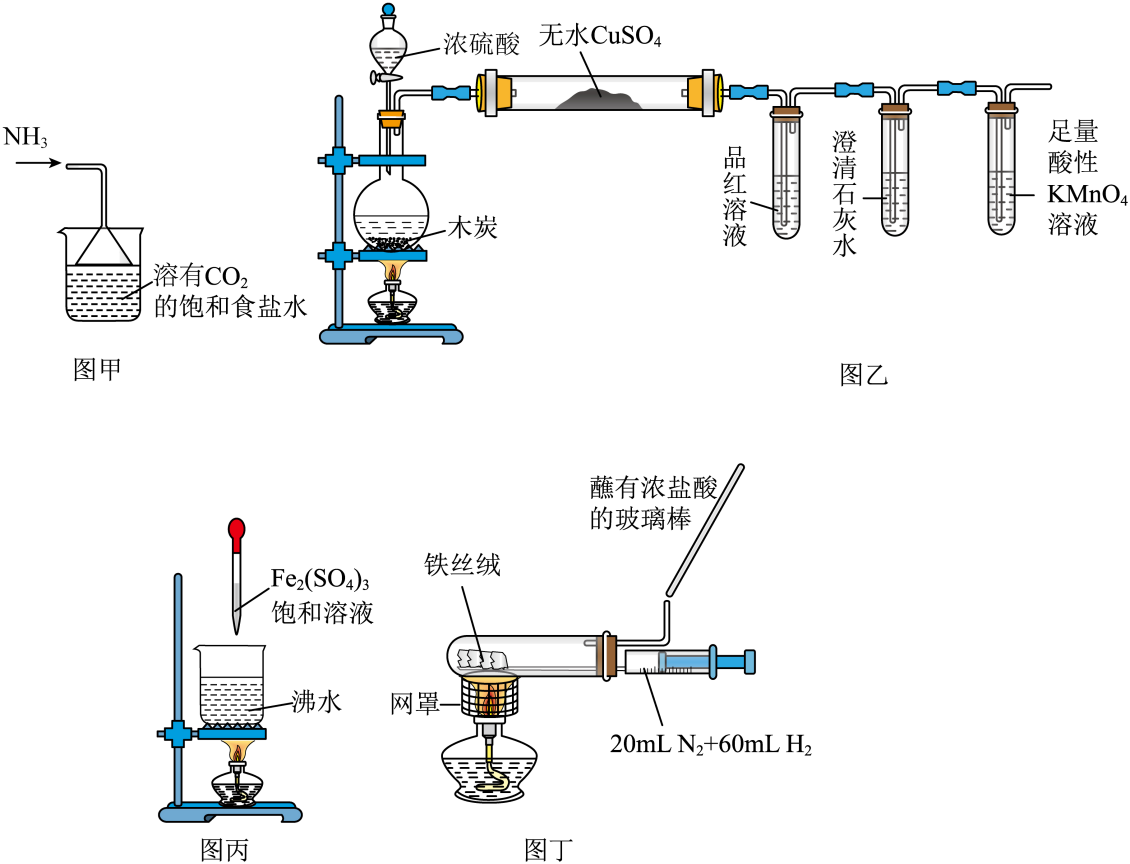 浓硫酸
无水CuSO₄
NH₃
溶有CO₂
的饱和食盐水
木炭
品红溶液
澄清石灰水
足量
酸性
KMnO₄
溶液
图甲
图乙
Fe₂(SO₄)₃
饱和溶液
沸水
图丙
蘸有浓盐酸
的玻璃棒
铁丝绒
网罩
20mL N₂+60mL H₂
图丁